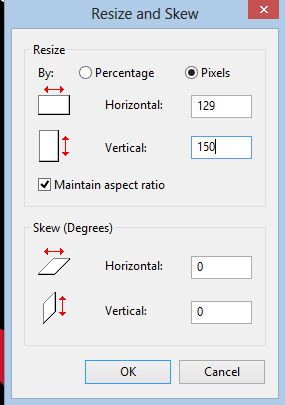 Resize and Skew
Resize
By: Percentage Pixels
Horizontal: 129
Vertical: 150
Maintain aspect ratio
Skew (Degrees)
Horizontal: 0
Vertical: 0
OK Cancel